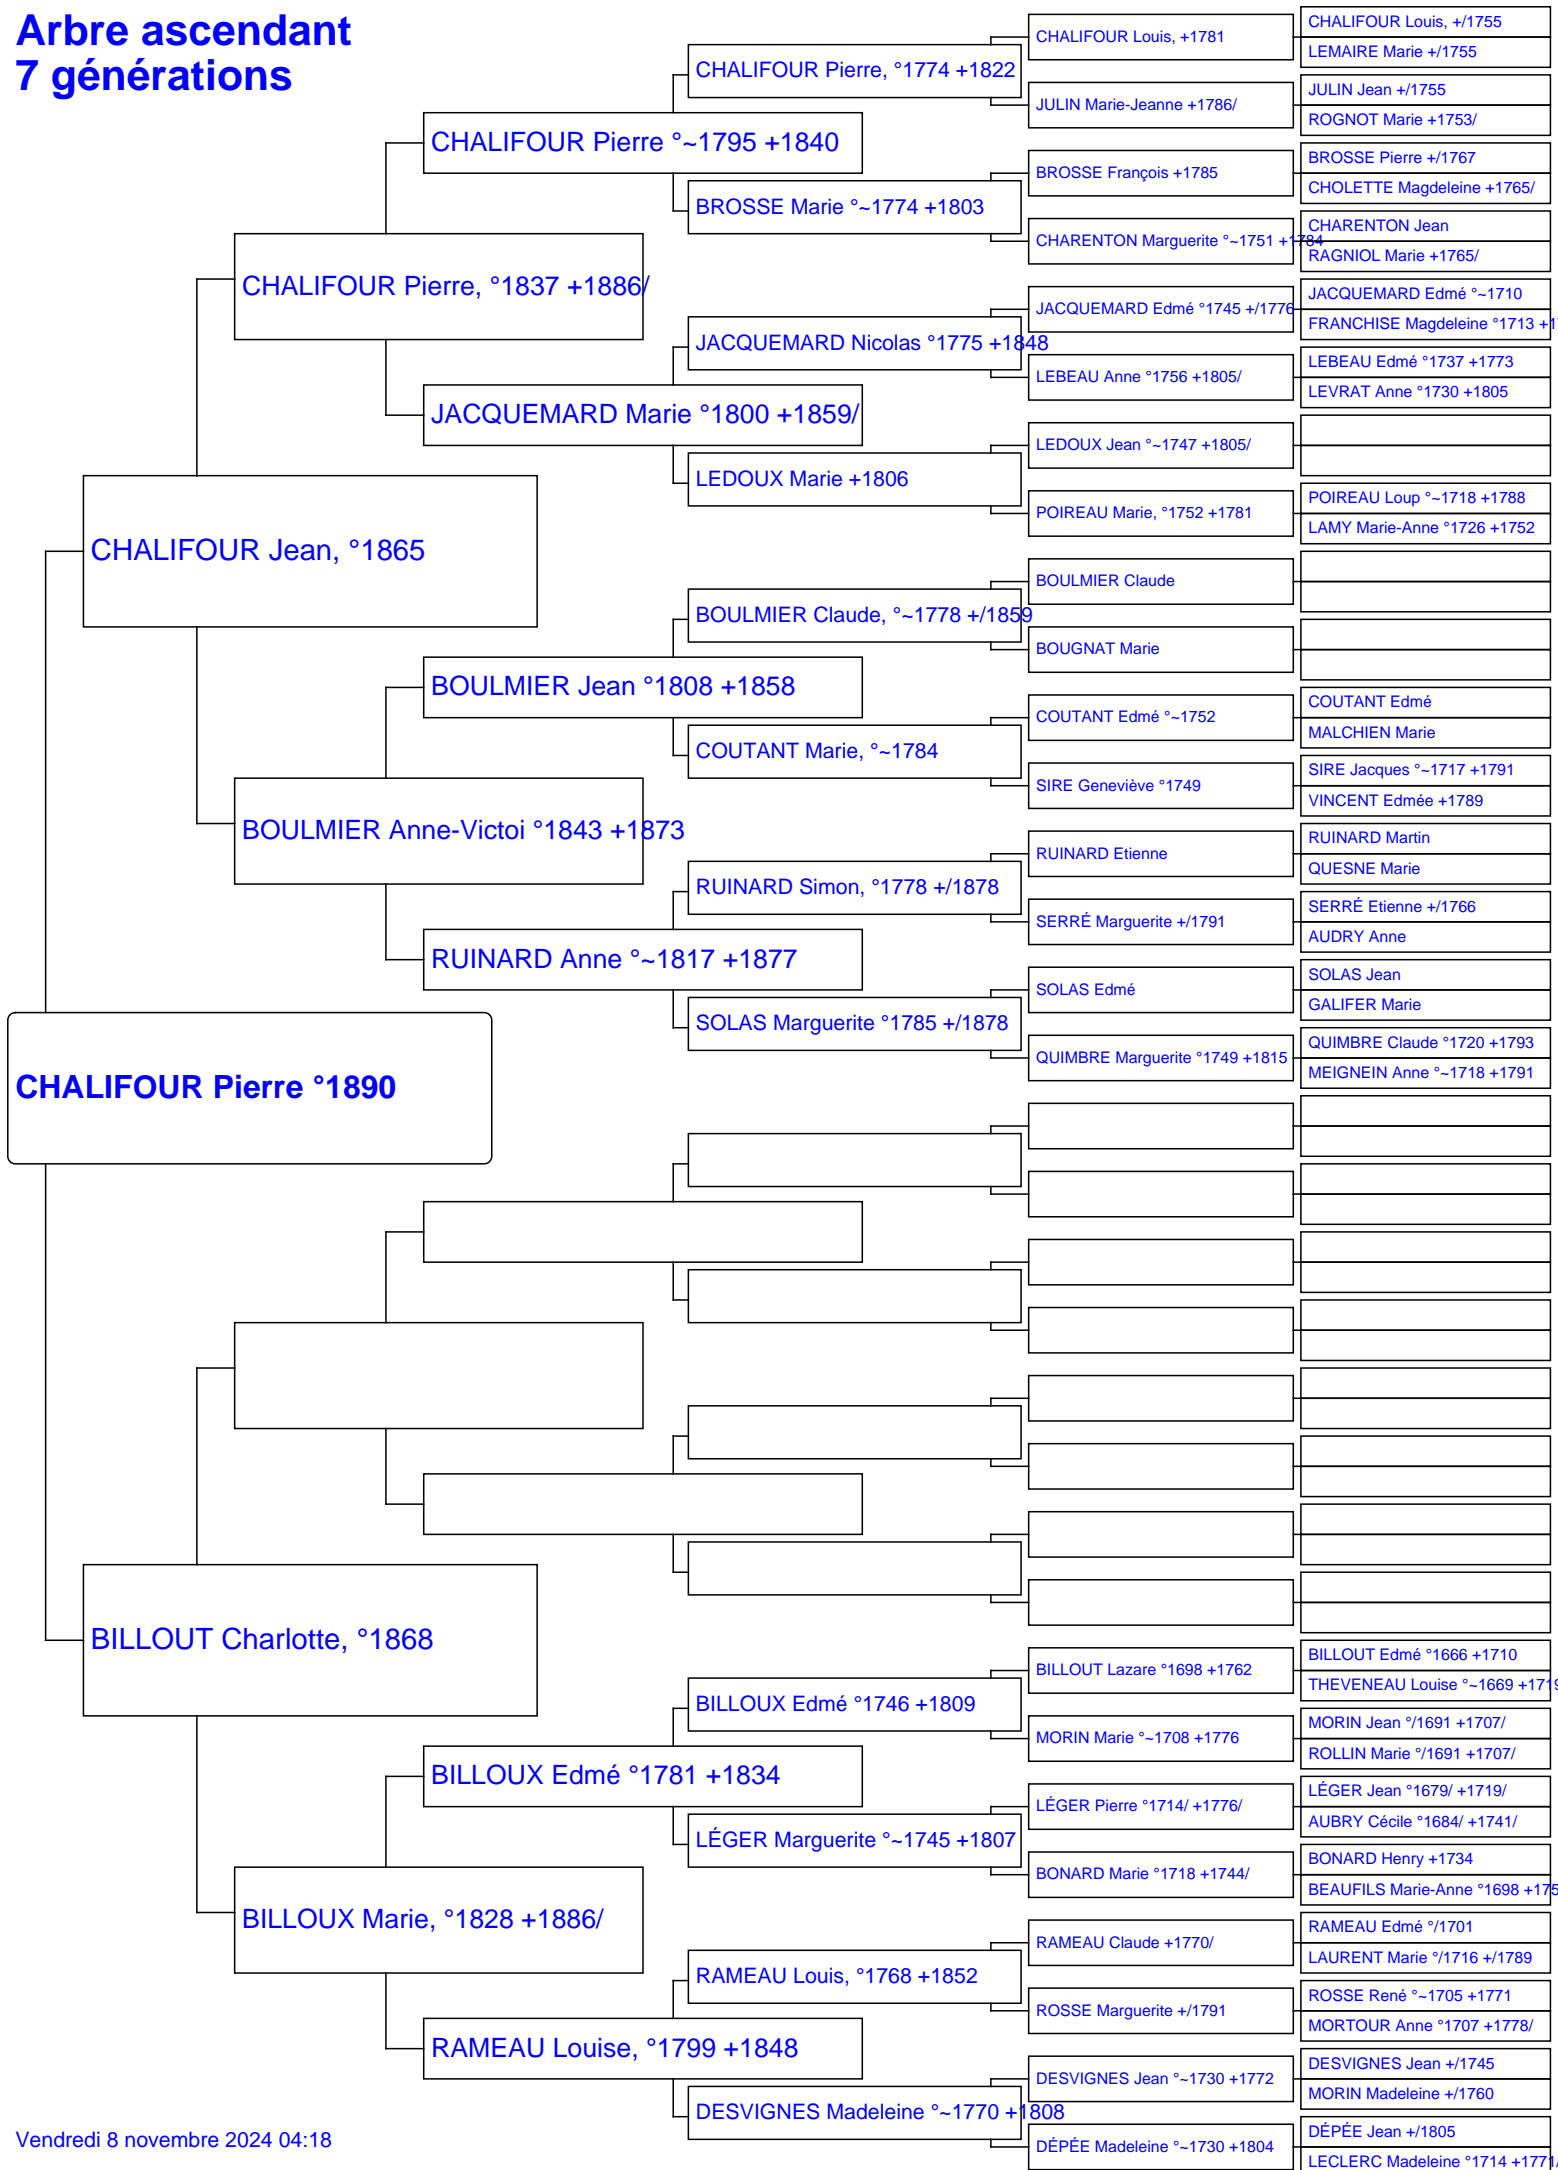 Arbre ascendant
7 générations
CHALIFOUR Pierre °1890
CHALIFOUR Jean, °1865
BILLOUT Charlotte, °1868
CHALIFOUR Pierre, °1837 +1886/
BOULMIER Anne-Victoi °1843 +1873
BILLOUX Marie, °1828 +1886/
CHALIFOUR Pierre °~1795 +1840
JACQUEMARD Marie °1800 +1859/
BOULMIER Jean °1808 +1858
RUINARD Anne °~1817 +1877
BILLOUX Edmé °1781 +1834
RAMEAU Louise, °1799 +1848
CHALIFOUR Pierre, °1774 +1822
BROSSE Marie °~1774 +1803
JACQUEMARD Nicolas °1775 +1848
LEDOUX Marie +1806
BOULMIER Claude, °~1778 +/1859
COUTANT Marie, °~1784
RUINARD Simon, °1778 +/1878
SOLAS Marguerite °1785 +/1878
BILLOUX Edmé °1746 +1809
LÉGER Marguerite °~1745 +1807
RAMEAU Louis, °1768 +1852
DESVIGNES Madeleine °~1770 +1808
CHALIFOUR Louis, +1781
JULIN Marie-Jeanne +1786/
BROSSE François +1785
CHARENTON Marguerite °~1751 +1784
JACQUEMARD Edmé °1745 +/1776
LEBEAU Anne °1756 +1805/
LEDOUX Jean °~1747 +1805/
POIREAU Marie, °1752 +1781
BOULMIER Claude
BOUGNAT Marie
COUTANT Edmé °~1752
SIRE Geneviève °1749
RUINARD Etienne
SERRÉ Marguerite +/1791
SOLAS Edmé
QUIMBRE Marguerite °1749 +1815
BILLOUT Lazare °1698 +1762
MORIN Marie °~1708 +1776
LÉGER Pierre °1714/ +1776/
BONARD Marie °1718 +1744/
RAMEAU Claude +1770/
ROSSE Marguerite +/1791
DESVIGNES Jean °~1730 +1772
DÉPÉE Madeleine °~1730 +1804
CHALIFOUR Louis, +/1755
LEMAIRE Marie +/1755
JULIN Jean +/1755
ROGNOT Marie +1753/
BROSSE Pierre +/1767
CHOLETTE Magdeleine +1765/
CHARENTON Jean
RAGNIOL Marie +1765/
JACQUEMARD Edmé °~1710
FRANCHISE Magdeleine °1713
LEBEAU Edmé °1737 +1773
LEVRAT Anne °1730 +1805
POIREAU Loup °~1718 +1788
LAMY Marie-Anne °1726 +1752
COUTANT Edmé
MALCHIEN Marie
SIRE Jacques °~1717 +1791
VINCENT Edmée +1789
RUINARD Martin
QUESNE Marie
SERRÉ Etienne +/1766
AUDRY Anne
SOLAS Jean
GALIFER Marie
QUIMBRE Claude °1720 +1793
MEIGNEIN Anne °~1718 +1791
BILLOUT Edmé °1666 +1710
THEVENEAU Louise °~1669 +1719
MORIN Jean °/1691 +1707/
ROLLIN Marie °/1691 +1707/
LÉGER Jean °1679/ +1719/
AUBRY Cécile °1684/ +1741/
BONARD Henry +1734
BEAUFILS Marie-Anne °1698
RAMEAU Edmé °/1701
LAURENT Marie °/1716 +/1789
ROSSE René °~1705 +1771
MORTOUR Anne °1707 +1778/
DESVIGNES Jean +/1745
MORIN Madeleine +/1760
DÉPÉE Jean +/1805
LECLERC Madeleine °1714 +1771/
Vendredi 8 novembre 2024 04:18